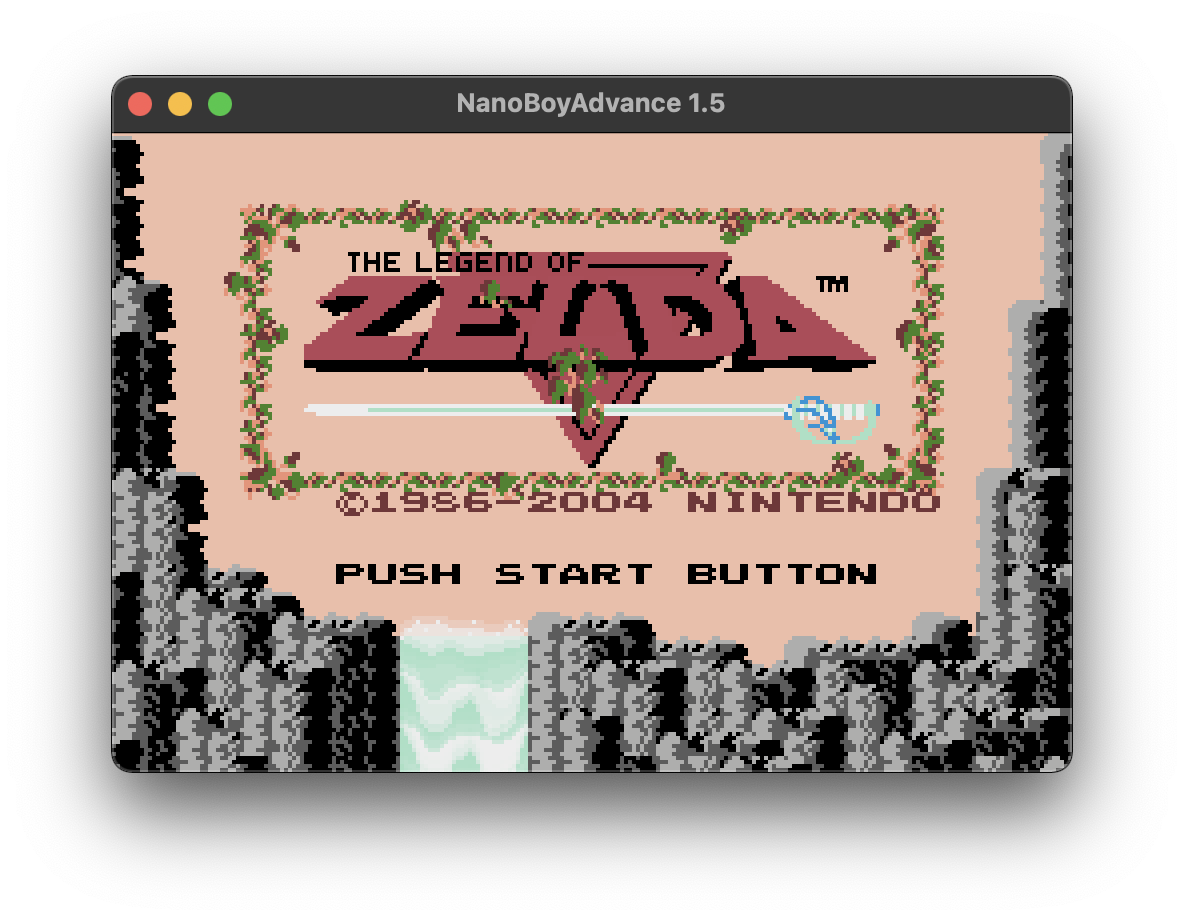 NanoBoyAdvance 1.5
THE LEGEND OF
ZELDA
TM
©1986-2004 NINTENDO
PUSH START BUTTON